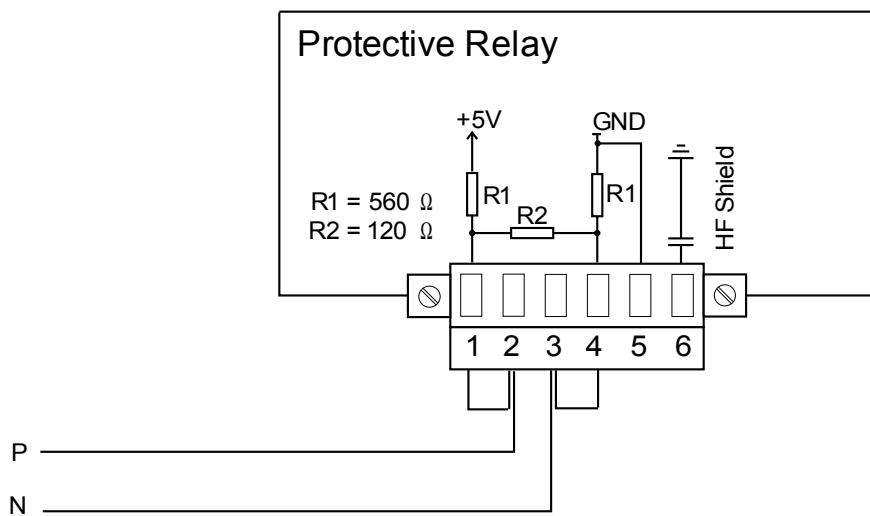 Protective Relay
+5V
GND
R1 = 560 Ω
R2 = 120 Ω
R1
R2
R1
HF Shield
1 2 3 4 5 6
P
N